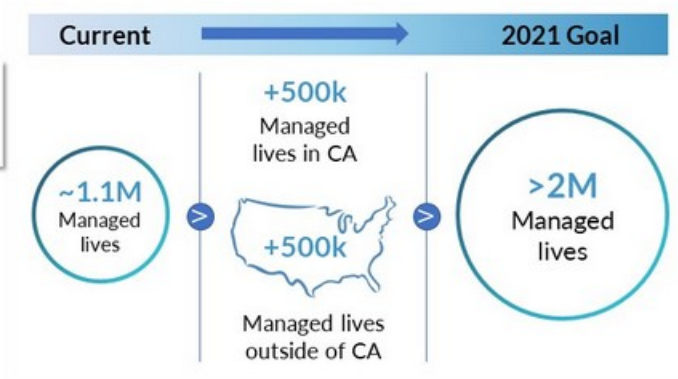 Current
2021 Goal
+500k
Managed
lives in CA
~1.1M
Managed
lives
>
+500k
>
>2M
Managed
lives
Managed lives
outside of CA